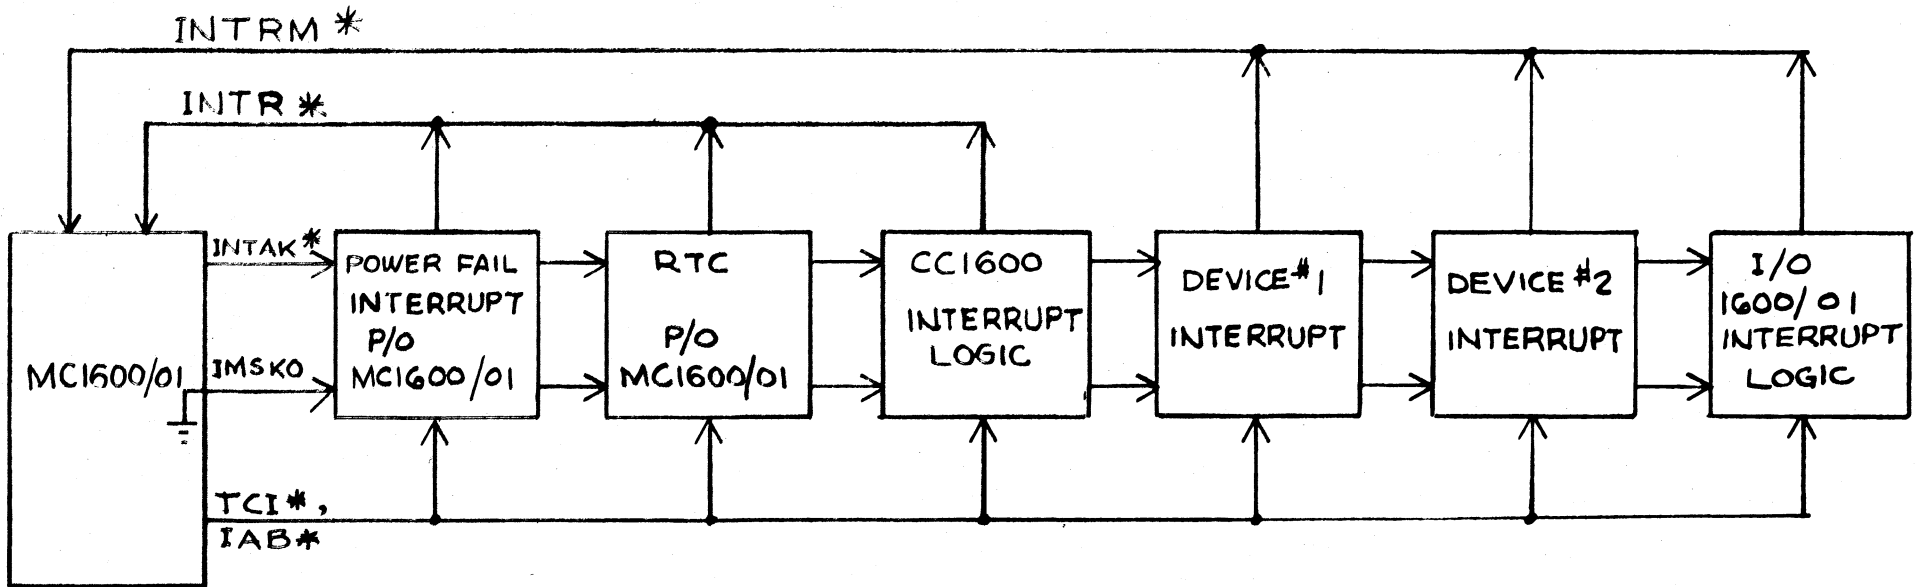 INTRM *
INTR *
MC1600/01
INTAK*
IMSKO
TCI*,
IAB*
POWER FAIL
INTERRUPT
P/O
MC1600/01
RTC
P/O
MC1600/01
CC1600
INTERRUPT
LOGIC
DEVICE #1
INTERRUPT
DEVICE #2
INTERRUPT
I/O
1600/01
INTERRUPT
LOGIC